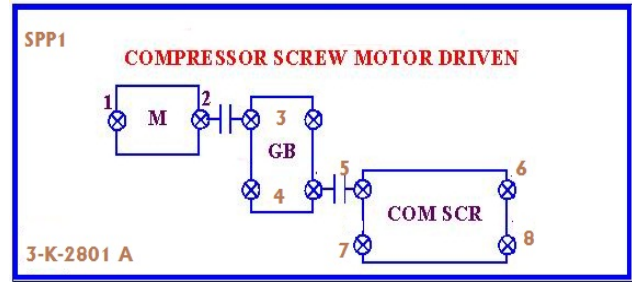 SPP1
COMPRESSOR SCREW MOTOR DRIVEN
1 M 2
3
GB
4
5
6
COM SCR
7
8
3-K-2801 A